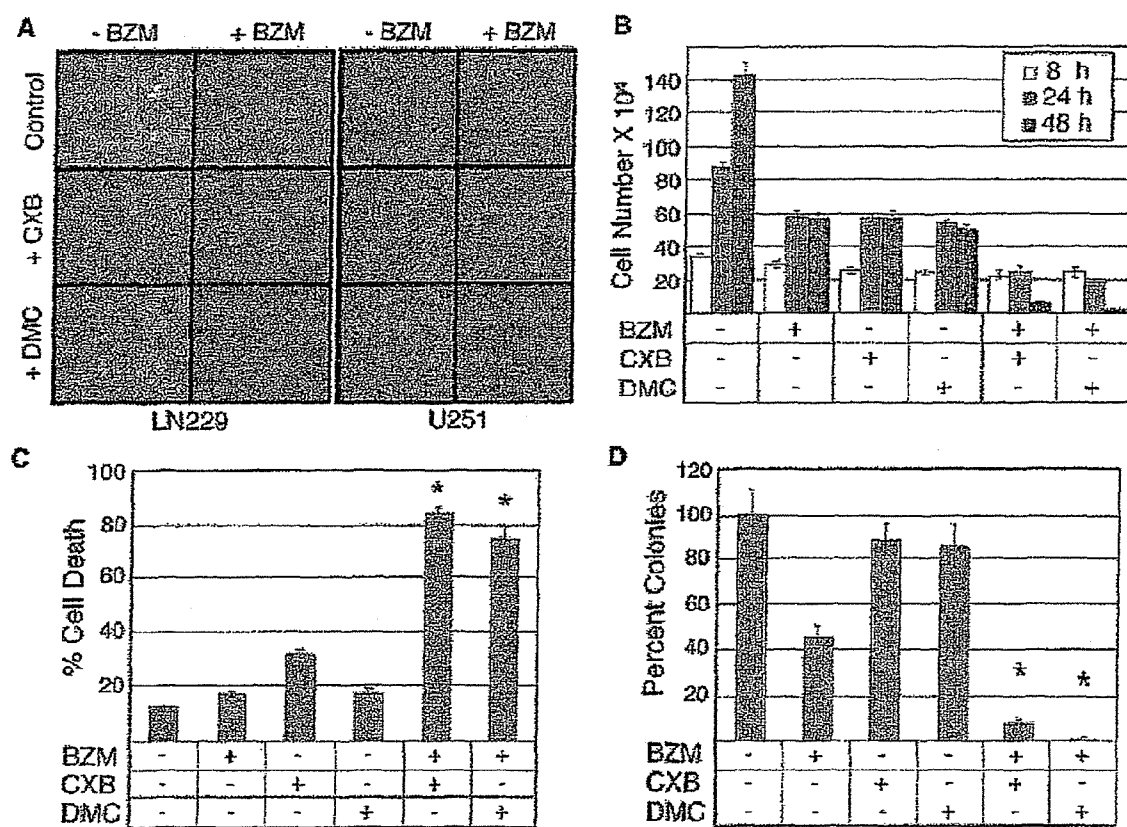 A - BZM + BZM - BZM + BZM
Control
+ CXB
+ DMC
LN229 U251
B
Cell Number X 10⁴
140
120
100
80
60
40
20
8 h
24 h
48 h
BZM - + - - + +
CXB - - + - + -
DMC - - - + - +
C
% Cell Death
100
80
60
40
20
* *
BZM - + - - + +
CXB - - + - + -
DMC - - - + - +
D
Percent Colonies
120
100
80
60
40
20
* *
BZM - + - - + +
CXB - - + - + -
DMC - - - + - +